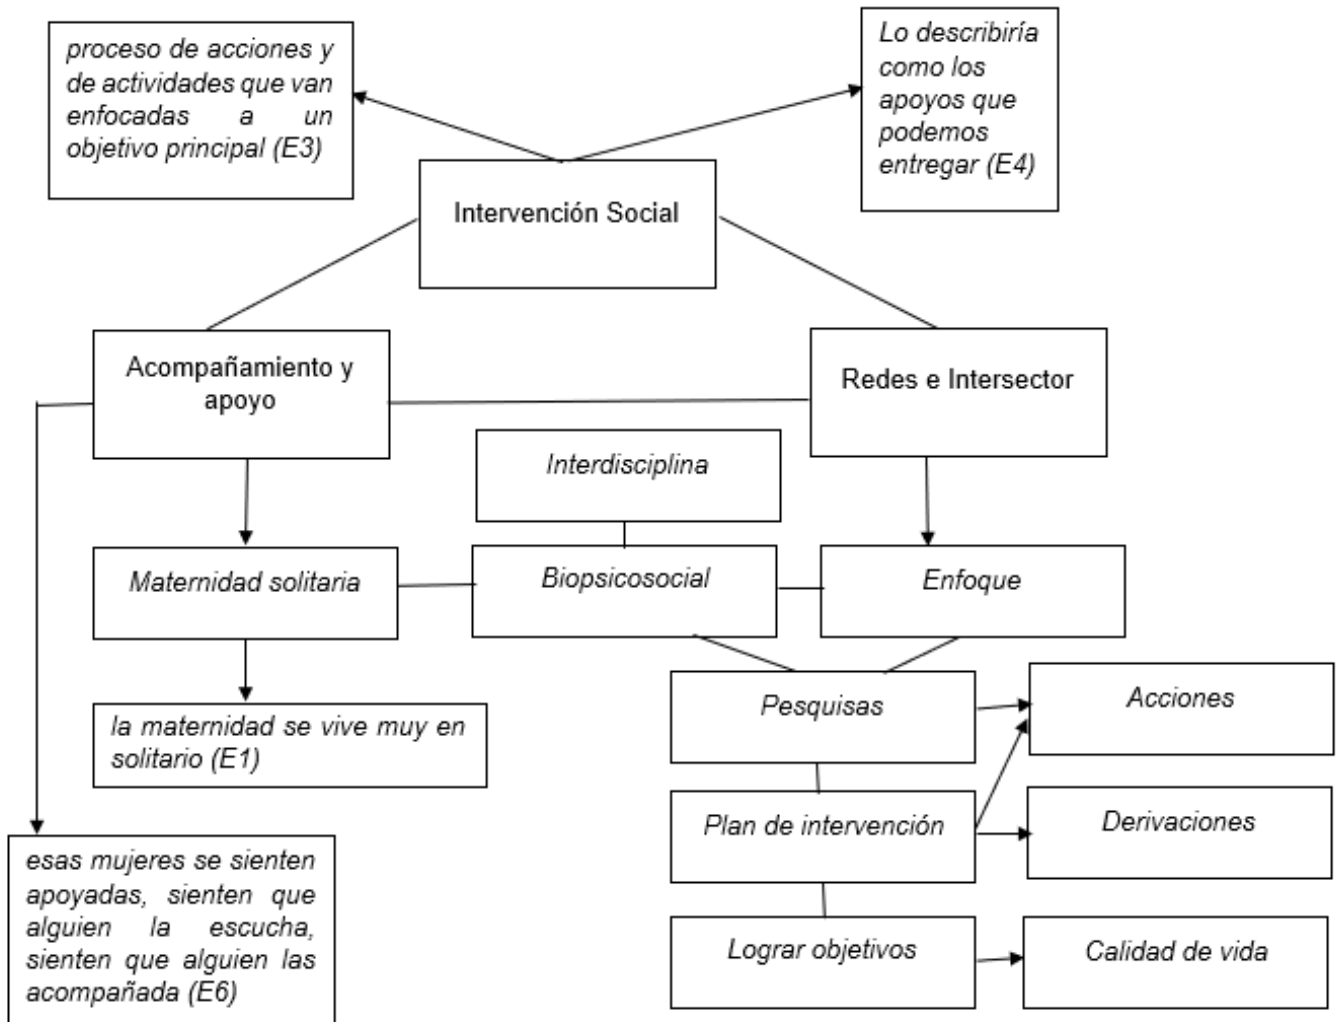 proceso de acciones y
de actividades que van
enfocadas a un
objetivo principal (E3)
Lo describiría
como los
apoyos que
podemos
entregar (E4)
Intervención Social
Acompañamiento y
apoyo
Redes e Intersector
Interdisciplina
Maternidad solitaria
Biopsicosocial
Enfoque
la maternidad se vive muy en
solitario (E1)
Pesquisas
Acciones
Plan de intervención
Derivaciones
esas mujeres se sienten
apoyadas, sienten que
alguien la escucha,
sienten que alguien las
acompañada (E6)
Lograr objetivos
Calidad de vida